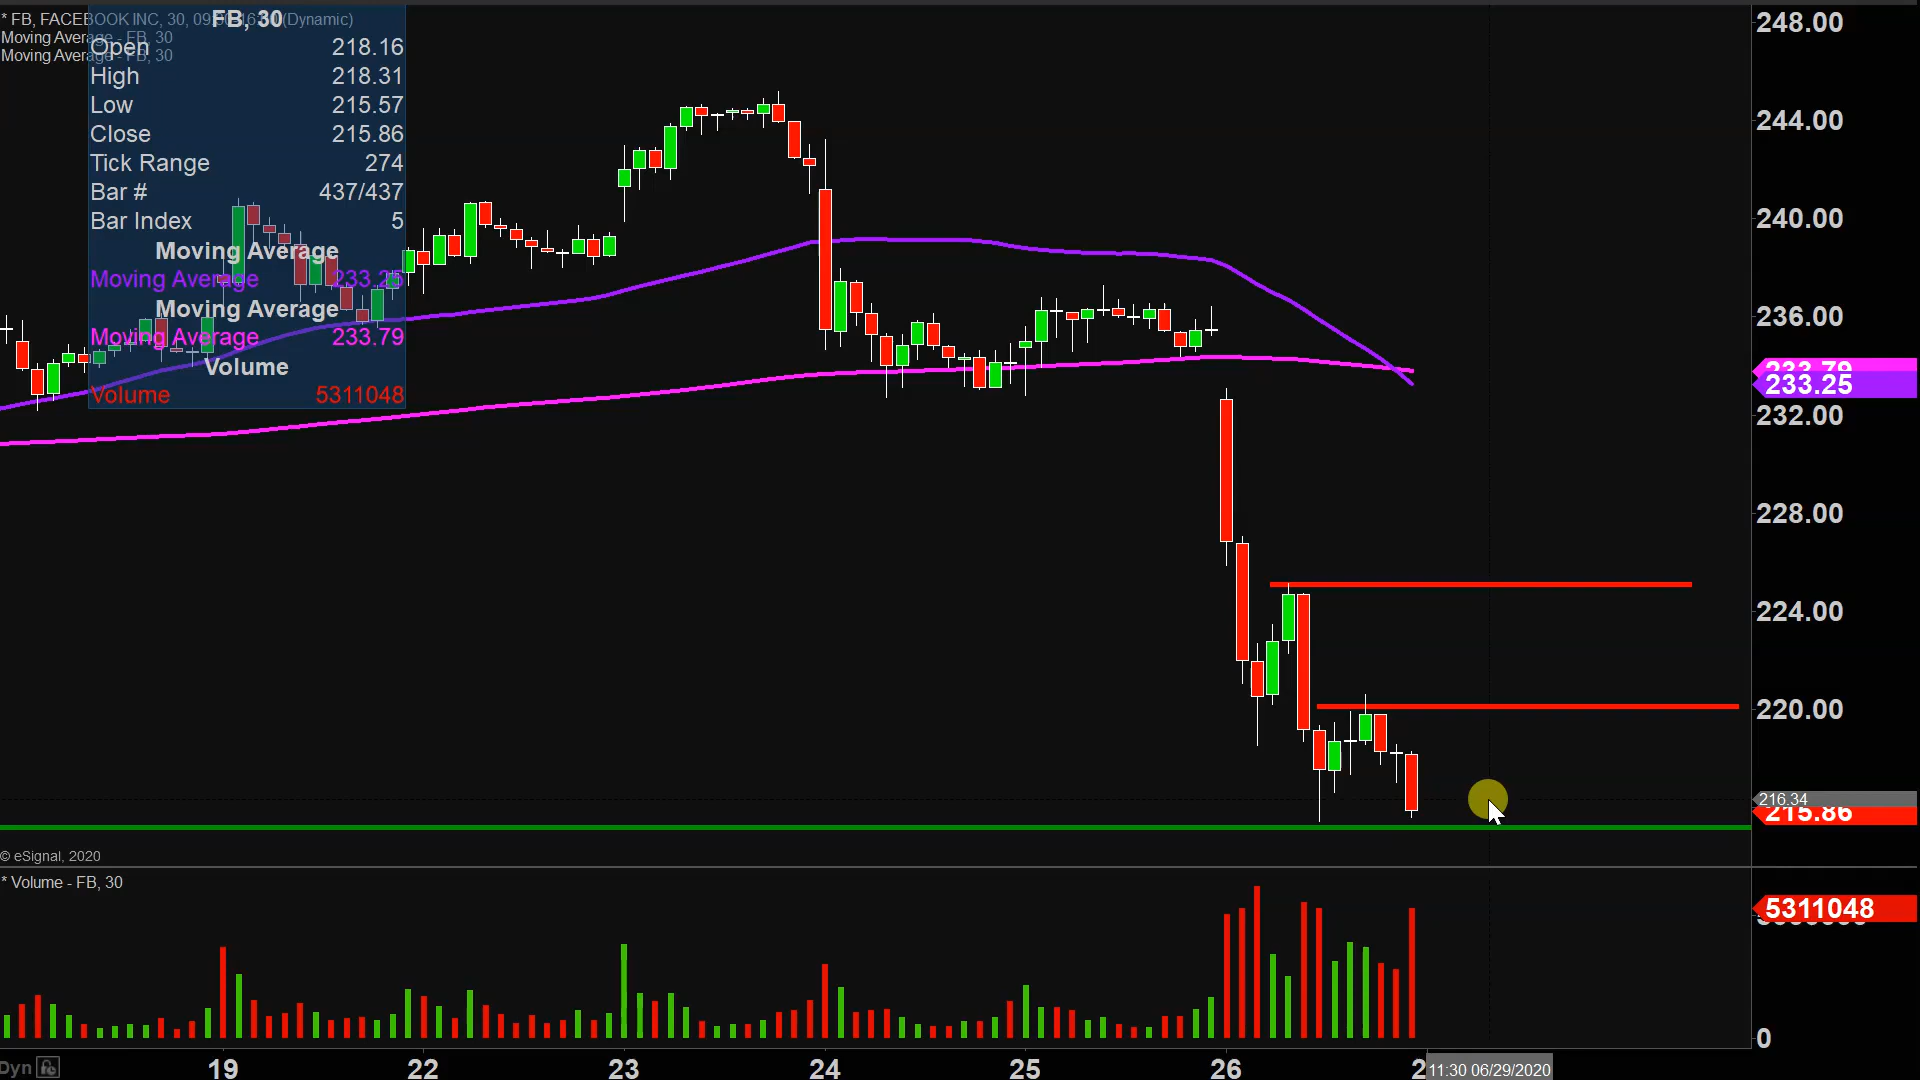 * FB, FACEBOOK INC, 30, (Dynamic)
FB, 30
Moving Average - FB, 30
Moving Average - FB, 30
Open 218.16
High 218.31
Low 215.57
Close 215.86
Tick Range 274
Bar # 437/437
Bar Index 5
Moving Average
Moving Average 233.25
Moving Average
Moving Average 233.79
Volume
Volume 5311048
248.00
244.00
240.00
236.00
233.79
233.25
232.00
228.00
224.00
220.00
216.34
215.86
© eSignal, 2020
* Volume - FB, 30
5311048
0
Dyn
19 22 23 24 25 26 2
11:30 06/29/2020